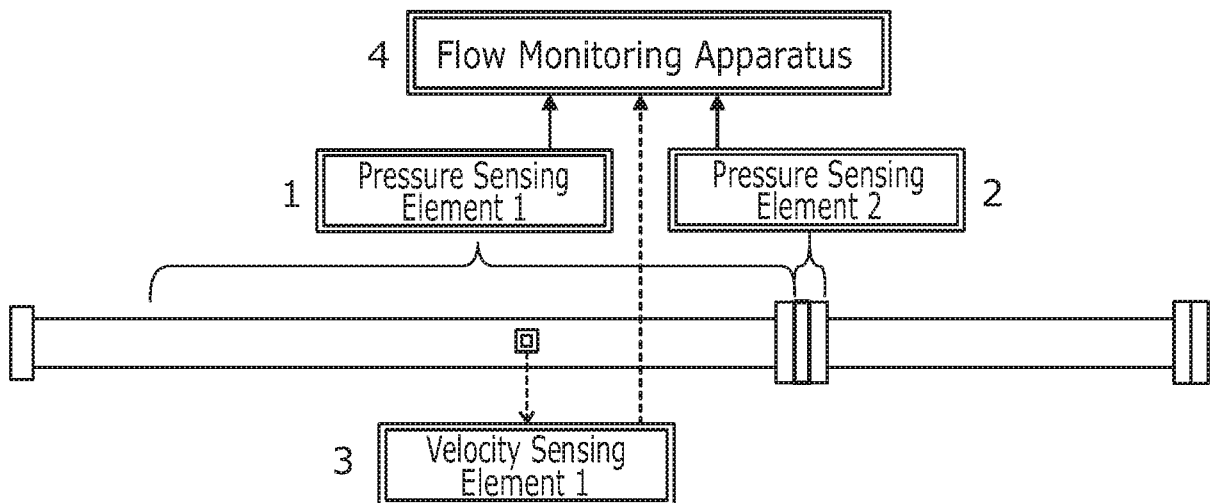 4
Flow Monitoring Apparatus
1
Pressure Sensing
Element 1
Pressure Sensing
Element 2
2
3
Velocity Sensing
Element 1